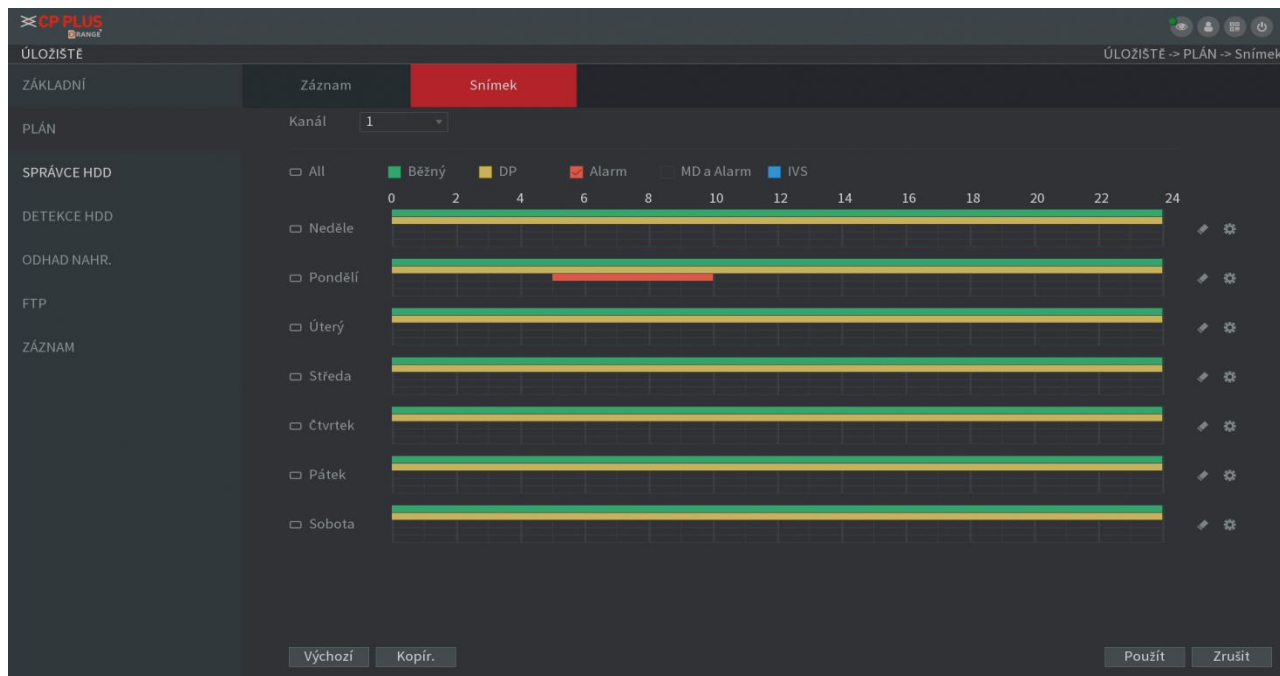 CP PLUS
ORANGE
ÚLOŽIŠTĚ
ÚLOŽIŠTĚ -> PLÁN -> Snímek
ZÁKLADNÍ
PLÁN
SPRÁVCE HDD
DETEKCE HDD
ODHAD NAHR.
FTP
ZÁZNAM
Záznam Snímek
Kanál 1
All Běžný DP Alarm MD a Alarm IVS
0 2 4 6 8 10 12 14 16 18 20 22 24
Neděle
Pondělí
Úterý
Středa
Čtvrtek
Pátek
Sobota
Výchozí Kopír. Použít Zrušit